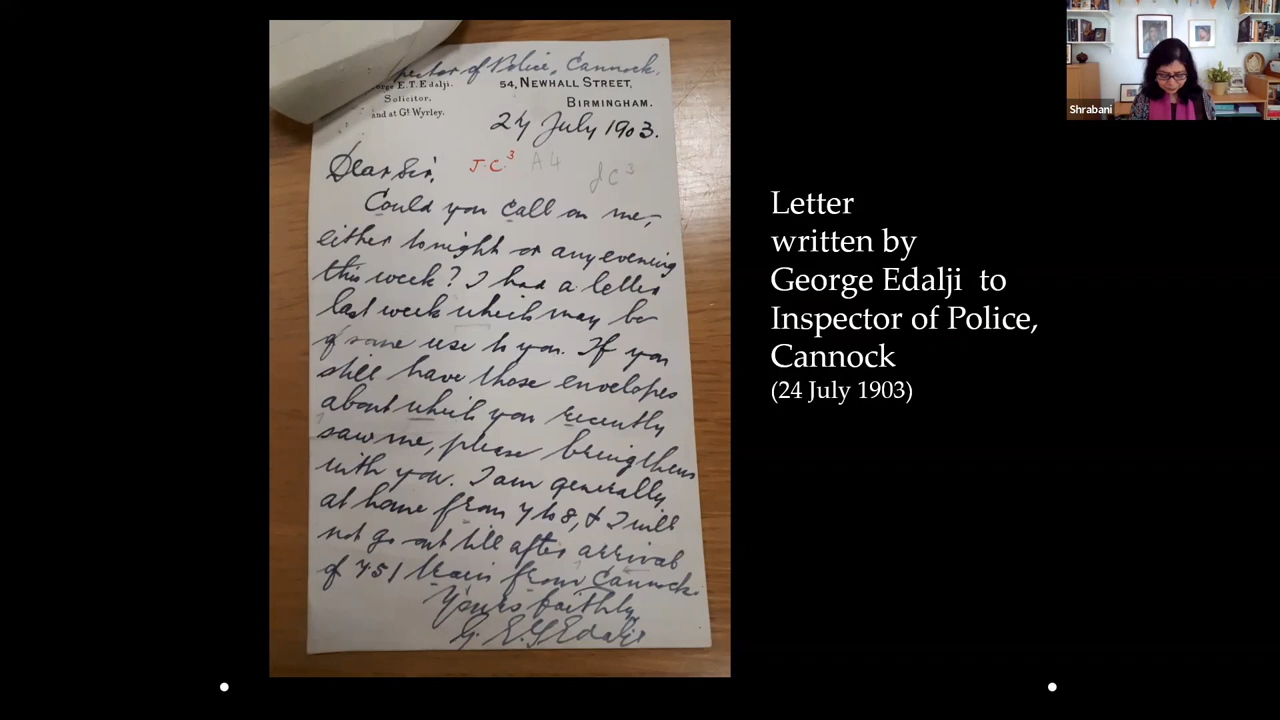 pector of Police, Cannock.
orge E.T. Edalji.
Solicitor,
and at Gt. Wyrley.
54, NEWHALL STREET,
BIRMINGHAM.
24 July 1903.
Dear Sir,
J.C.3
A4
JC3
Could you call on me,
either tonight or any evening
this week? I had a letter
last week which may be
of some use to you. If you
still have those envelopes
about which you recently
saw me, please bring them
with you. I am generally
at home from 7 to 8, & I will
not go out till after arrival
of 7.51 train from Cannock.
Yours faithly,
G. E. T. Edalji
Letter
written by
George Edalji to
Inspector of Police,
Cannock
(24 July 1903)
Shrabani